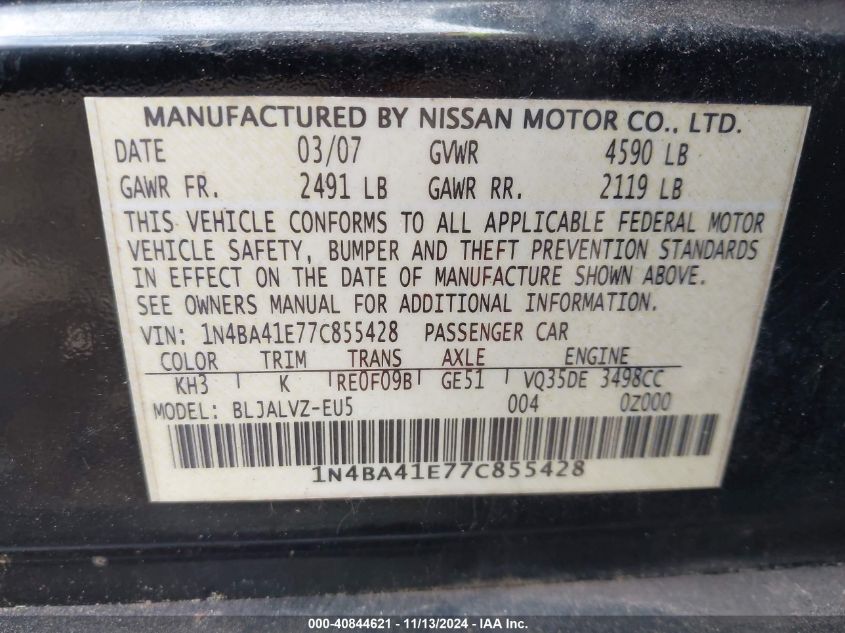 MANUFACTURED BY NISSAN MOTOR CO., LTD.
DATE 03/07 GVWR 4590 LB
GAWR FR. 2491 LB GAWR RR. 2119 LB
THIS VEHICLE CONFORMS TO ALL APPLICABLE FEDERAL MOTOR
VEHICLE SAFETY, BUMPER AND THEFT PREVENTION STANDARDS
IN EFFECT ON THE DATE OF MANUFACTURE SHOWN ABOVE.
SEE OWNERS MANUAL FOR ADDITIONAL INFORMATION.
VIN: 1N4BA41E77C855428 PASSENGER CAR
COLOR TRIM TRANS AXLE ENGINE
KH3 K RE0F09B GE51 VQ35DE 3498CC
MODEL: BLJALVZ-EU5 004 0Z000
1N4BA41E77C855428
000-40844621 - 11/13/2024 - IAA Inc.